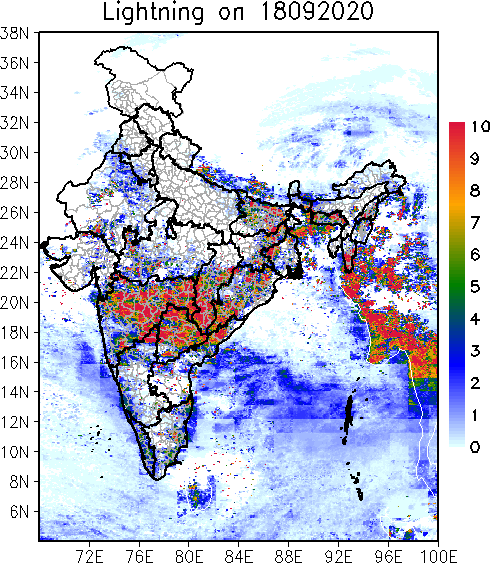 Lightning on 18092020
38N
36N
34N
32N
30N
28N
26N
24N
22N
20N
18N
16N
14N
12N
10N
8N
6N
72E 76E 80E 84E 88E 92E 96E 100E
10
9
8
7
6
5
4
3
2
1
0